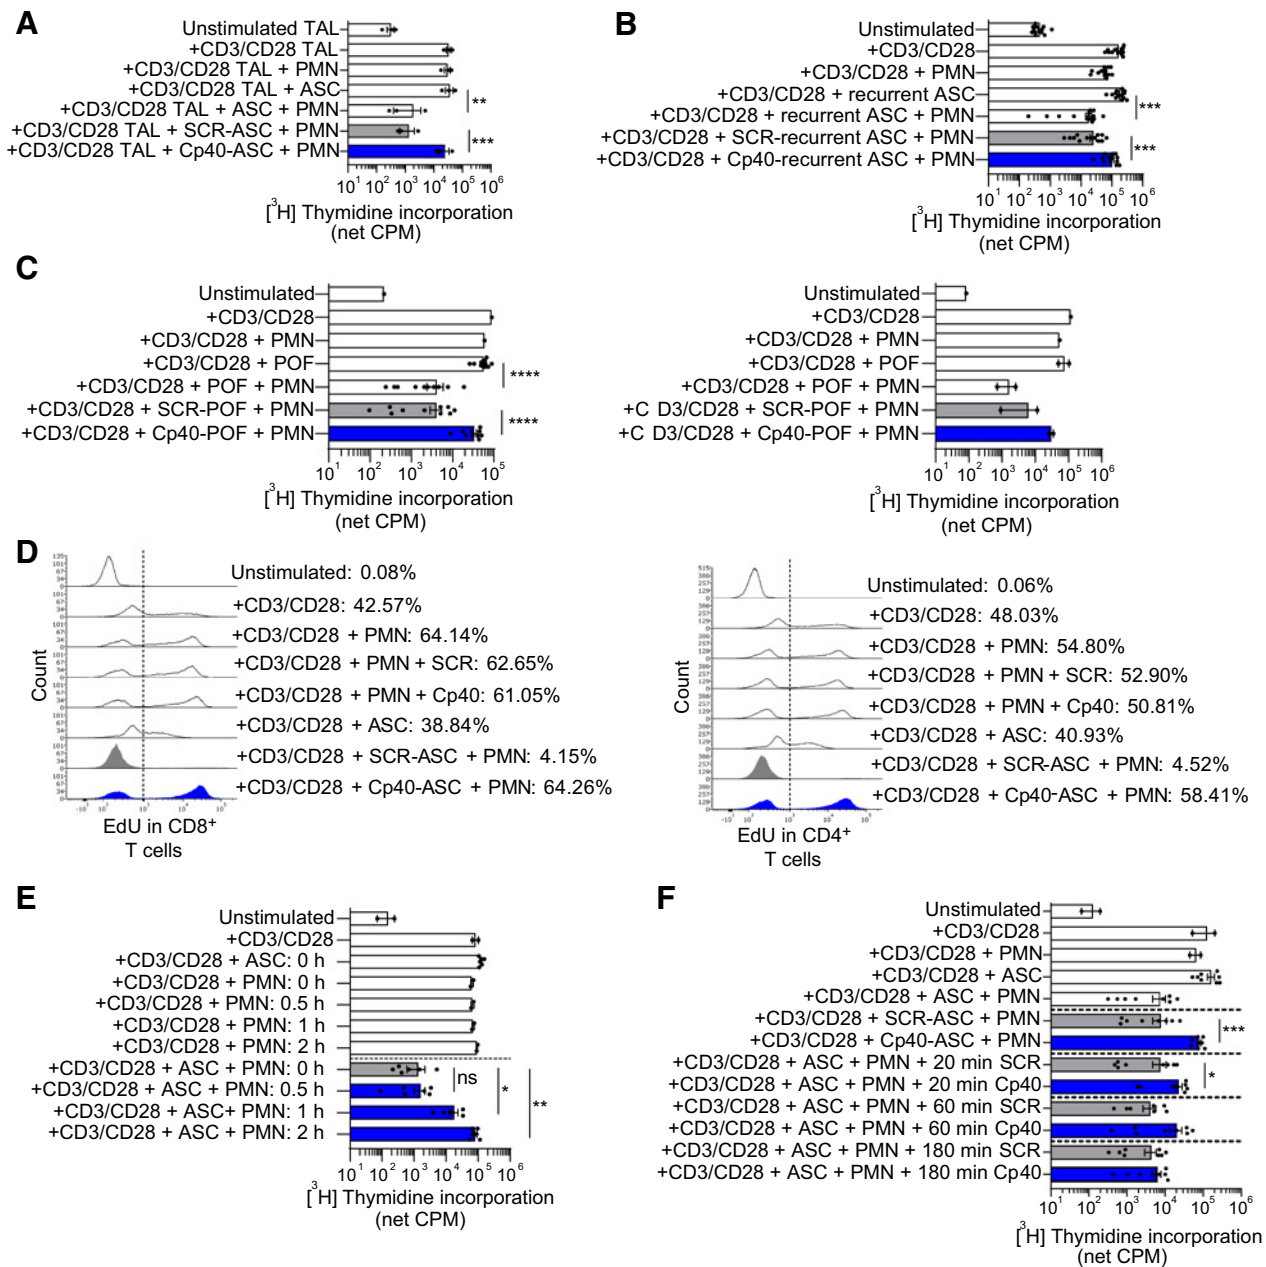 A
Unstimulated TAL
+CD3/CD28 TAL
+CD3/CD28 TAL + PMN
+CD3/CD28 TAL + ASC
+CD3/CD28 TAL + ASC + PMN
+CD3/CD28 TAL + SCR-ASC + PMN
+CD3/CD28 TAL + Cp40-ASC + PMN
**
***
10¹ 10² 10³ 10⁴ 10⁵ 10⁶
[³H] Thymidine incorporation
(net CPM)
B
Unstimulated
+CD3/CD28
+CD3/CD28 + PMN
+CD3/CD28 + recurrent ASC
+CD3/CD28 + recurrent ASC + PMN
+CD3/CD28 + SCR-recurrent ASC + PMN
+CD3/CD28 + Cp40-recurrent ASC + PMN
***
***
10¹ 10² 10³ 10⁴ 10⁵ 10⁶
[³H] Thymidine incorporation
(net CPM)
C
Unstimulated
+CD3/CD28
+CD3/CD28 + PMN
+CD3/CD28 + POF
+CD3/CD28 + POF + PMN
+CD3/CD28 + SCR-POF + PMN
+CD3/CD28 + Cp40-POF + PMN
****
****
10¹ 10² 10³ 10⁴ 10⁵
[³H] Thymidine incorporation
(net CPM)
Unstimulated
+CD3/CD28
+CD3/CD28 + PMN
+CD3/CD28 + POF
+CD3/CD28 + POF + PMN
+C D3/CD28 + SCR-POF + PMN
+C D3/CD28 + Cp40-POF + PMN
10¹ 10² 10³ 10⁴ 10⁵ 10⁶
[³H] Thymidine incorporation
(net CPM)
D
Count
Unstimulated: 0.08%
+CD3/CD28: 42.57%
+CD3/CD28 + PMN: 64.14%
+CD3/CD28 + PMN + SCR: 62.65%
+CD3/CD28 + PMN + Cp40: 61.05%
+CD3/CD28 + ASC: 38.84%
+CD3/CD28 + SCR-ASC + PMN: 4.15%
+CD3/CD28 + Cp40-ASC + PMN: 64.26%
EdU in CD8⁺
T cells
Count
Unstimulated: 0.06%
+CD3/CD28: 48.03%
+CD3/CD28 + PMN: 54.80%
+CD3/CD28 + PMN + SCR: 52.90%
+CD3/CD28 + PMN + Cp40: 50.81%
+CD3/CD28 + ASC: 40.93%
+CD3/CD28 + SCR-ASC + PMN: 4.52%
+CD3/CD28 + Cp40-ASC + PMN: 58.41%
EdU in CD4⁺
T cells
E
Unstimulated
+CD3/CD28
+CD3/CD28 + ASC: 0 h
+CD3/CD28 + PMN: 0 h
+CD3/CD28 + PMN: 0.5 h
+CD3/CD28 + PMN: 1 h
+CD3/CD28 + PMN: 2 h
+CD3/CD28 + ASC + PMN: 0 h
+CD3/CD28 + ASC + PMN: 0.5 h
+CD3/CD28 + ASC+ PMN: 1 h
+CD3/CD28 + ASC + PMN: 2 h
ns
*
**
10¹ 10² 10³ 10⁴ 10⁵ 10⁶
[³H] Thymidine incorporation
(net CPM)
F
Unstimulated
+CD3/CD28
+CD3/CD28 + PMN
+CD3/CD28 + ASC
+CD3/CD28 + ASC + PMN
+CD3/CD28 + SCR-ASC + PMN
+CD3/CD28 + Cp40-ASC + PMN
+CD3/CD28 + ASC + PMN + 20 min SCR
+CD3/CD28 + ASC + PMN + 20 min Cp40
+CD3/CD28 + ASC + PMN + 60 min SCR
+CD3/CD28 + ASC + PMN + 60 min Cp40
+CD3/CD28 + ASC + PMN + 180 min SCR
+CD3/CD28 + ASC + PMN + 180 min Cp40
***
*
10¹ 10² 10³ 10⁴ 10⁵ 10⁶
[³H] Thymidine incorporation
(net CPM)